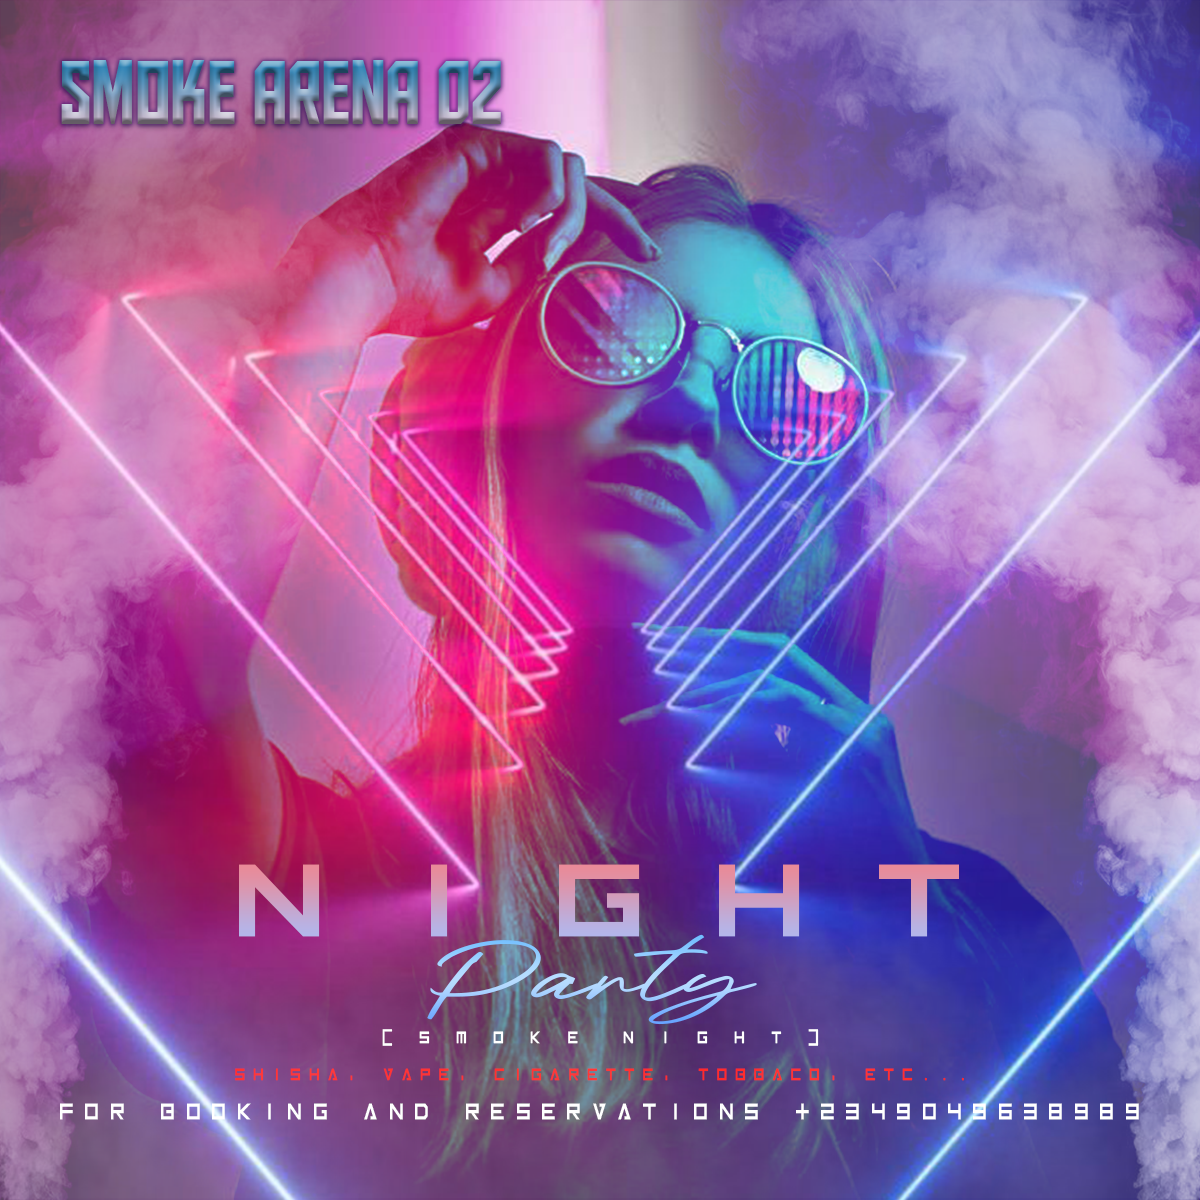 SMOKE ARENA 02
NIGHT
Party
[SMOKE NIGHT]
SHISHA, VAPE, CIGARETTE, TOBBACO, ETC...
FOR BOOKING AND RESERVATIONS +2349049638989